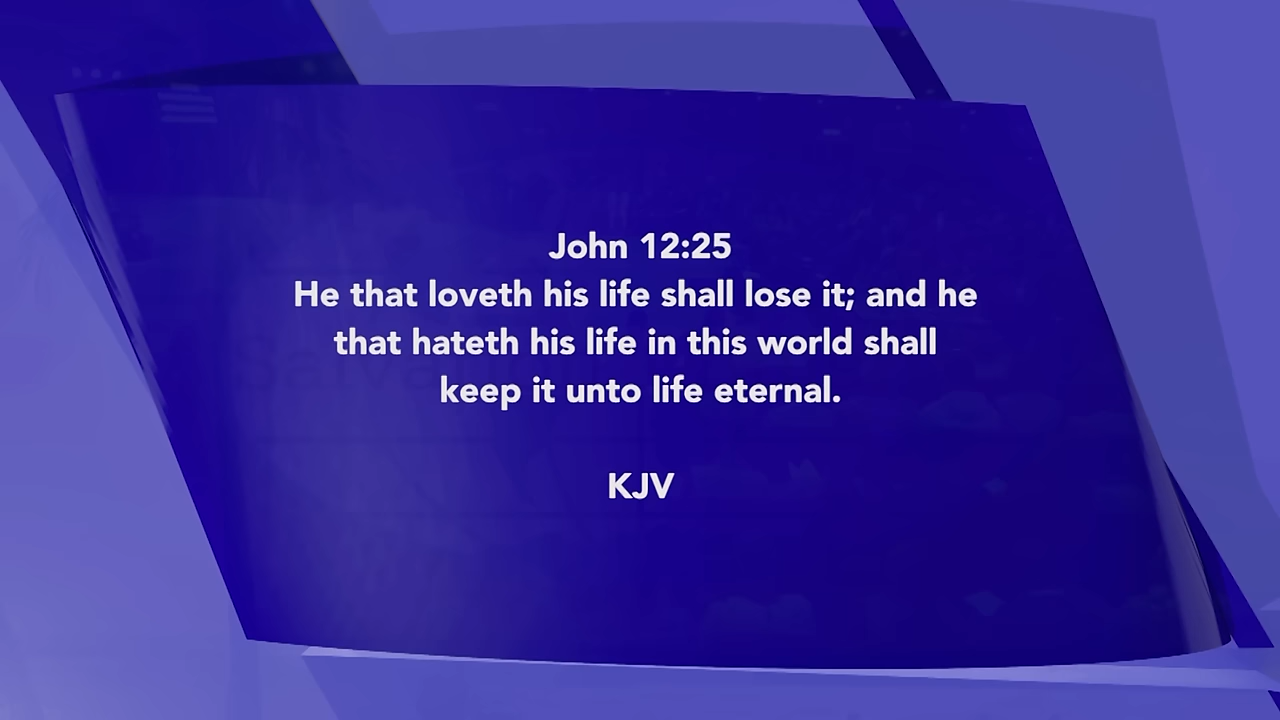 John 12:25
He that loveth his life shall lose it; and he
that hateth his life in this world shall
keep it unto life eternal.
KJV